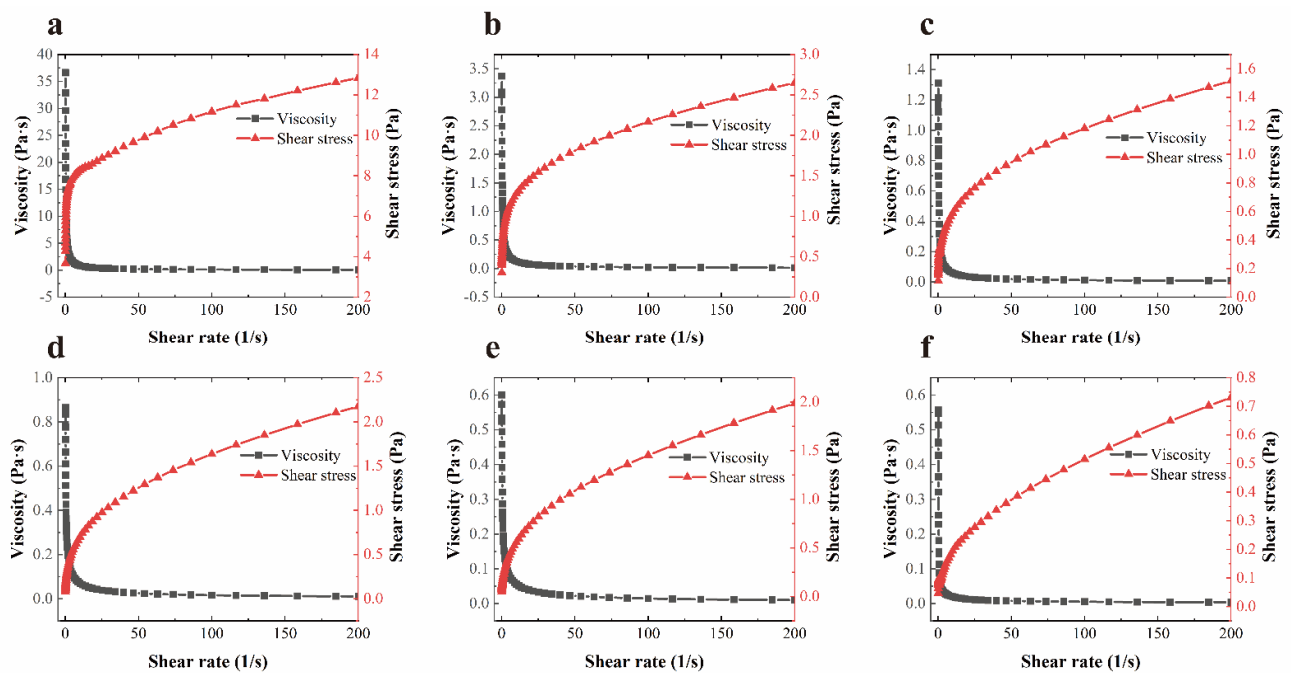 a
40
35
30
25
20
15
10
5
0
-5
14
12
10
8
6
4
2
Viscosity (Pa·s)
Shear stress (Pa)
Viscosity
Shear stress
0 50 100 150 200
Shear rate (1/s)
b
3.5
3.0
2.5
2.0
1.5
1.0
0.5
0.0
-0.5
3.0
2.5
2.0
1.5
1.0
0.5
0.0
Viscosity (Pa·s)
Shear stress (Pa)
Viscosity
Shear stress
0 50 100 150 200
Shear rate (1/s)
c
1.4
1.2
1.0
0.8
0.6
0.4
0.2
0.0
1.6
1.4
1.2
1.0
0.8
0.6
0.4
0.2
0.0
Viscosity (Pa·s)
Shear stress (Pa)
Viscosity
Shear stress
0 50 100 150 200
Shear rate (1/s)
d
1.0
0.8
0.6
0.4
0.2
0.0
2.5
2.0
1.5
1.0
0.5
0.0
Viscosity (Pa·s)
Shear stress (Pa)
Viscosity
Shear stress
0 50 100 150 200
Shear rate (1/s)
e
0.6
0.5
0.4
0.3
0.2
0.1
0.0
2.0
1.5
1.0
0.5
0.0
Viscosity (Pa·s)
Shear stress (Pa)
Viscosity
Shear stress
0 50 100 150 200
Shear rate (1/s)
f
0.6
0.5
0.4
0.3
0.2
0.1
0.0
0.8
0.7
0.6
0.5
0.4
0.3
0.2
0.1
0.0
Viscosity (Pa·s)
Shear stress (Pa)
Viscosity
Shear stress
0 50 100 150 200
Shear rate (1/s)